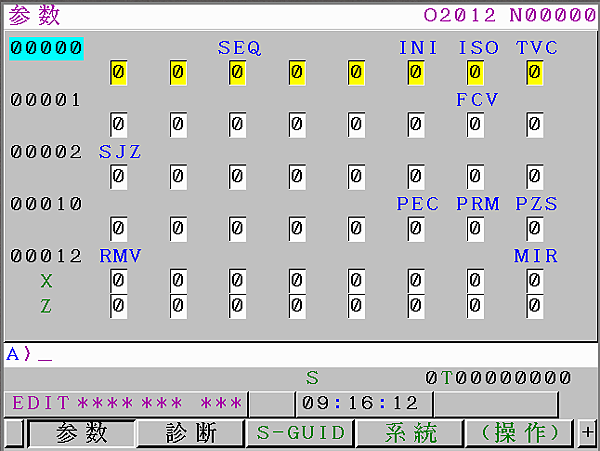 参数 O2012 N00000
00000 SEQ INI ISO TVC
0 0 0 0 0 0 0 0
00001 FCV
0 0 0 0 0 0 0 0
00002 SJZ
0 0 0 0 0 0 0 0
00010 PEC PRM PZS
0 0 0 0 0 0 0 0
00012 RMV MIR
X 0 0 0 0 0 0 0 0
Z 0 0 0 0 0 0 0 0
A)_
S 0T00000000
EDIT **** *** *** 09:16:12
参数 診断 S-GUID 系統 (操作) +